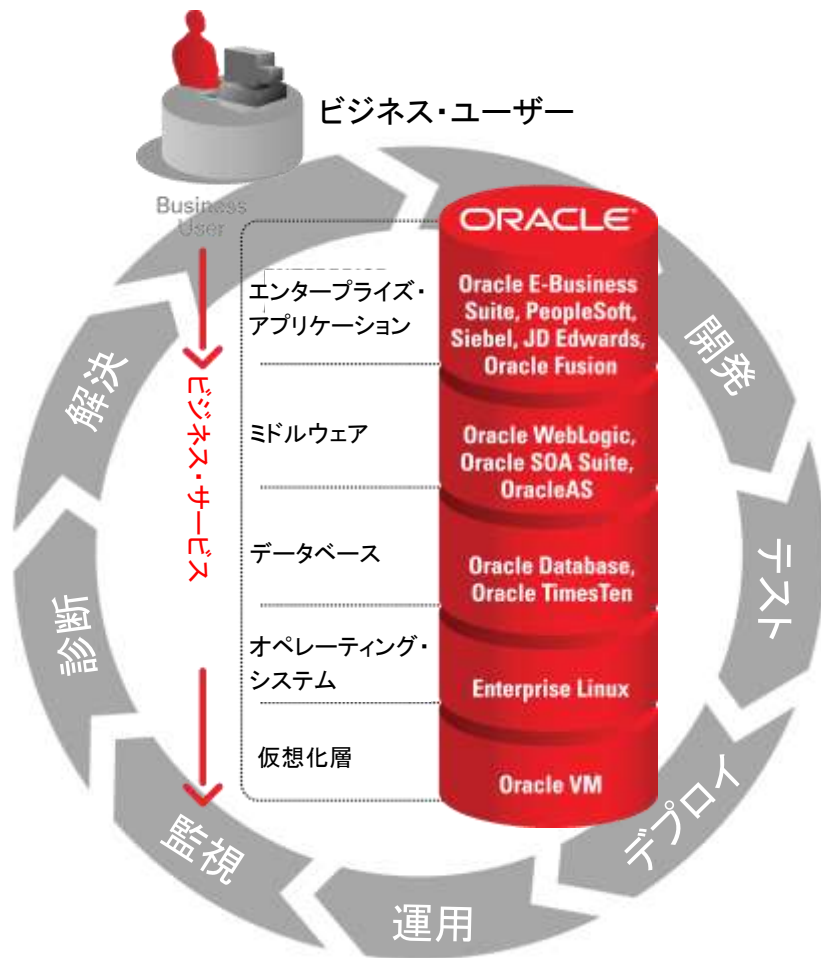 ビジネス・ユーザー
Business
User
ORACLE
エンタープライズ・
アプリケーション
Oracle E-Business
Suite, PeopleSoft,
Siebel, JD Edwards,
Oracle Fusion
ミドルウェア
Oracle WebLogic,
Oracle SOA Suite,
OracleAS
データベース
Oracle Database,
Oracle TimesTen
オペレーティング・
システム
Enterprise Linux
仮想化層
Oracle VM
ビジネス・サービス
開発
テスト
デプロイ
運用
監視
診断
解決